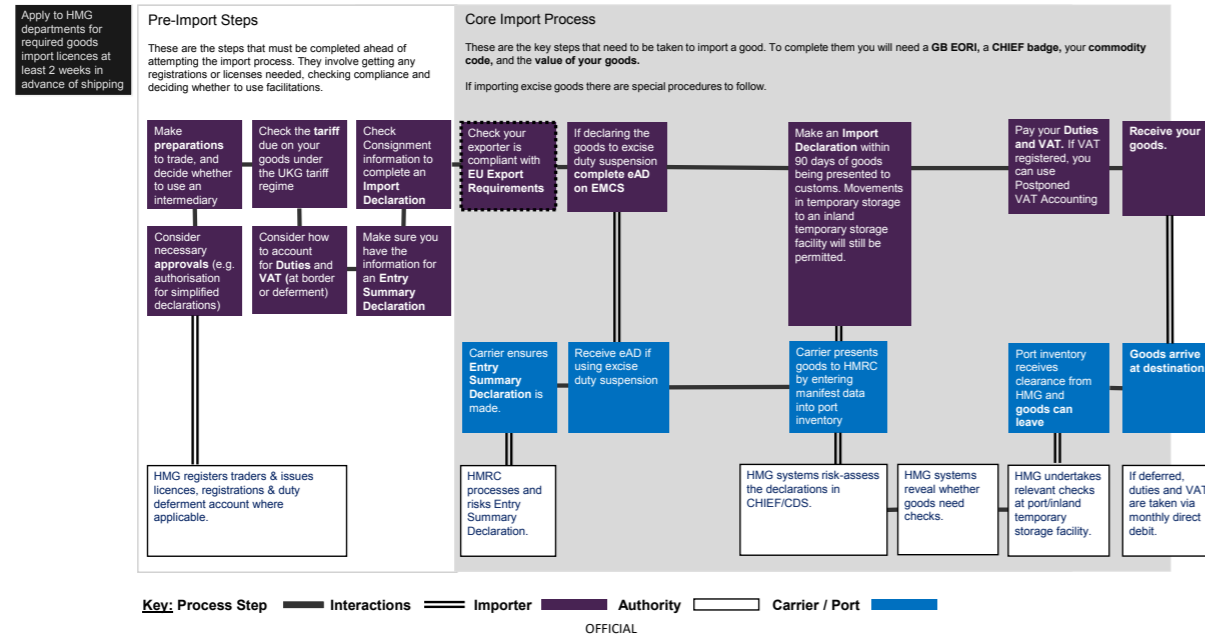 Apply to HMG
departments for
required goods
import licences at
least 2 weeks in
advance of shipping
Pre-Import Steps
These are the steps that must be completed ahead of
attempting the import process. They involve getting any
registrations or licenses needed, checking compliance and
deciding whether to use facilitations.
Core Import Process
These are the key steps that need to be taken to import a good. To complete them you will need a GB EORI, a CHIEF badge, your commodity
code, and the value of your goods.
If importing excise goods there are special procedures to follow.
Make
preparations
to trade, and
decide whether
to use an
intermediary
Check the tariff
due on your
goods under
the UKG tariff
regime
Check
Consignment
information to
complete an
Import
Declaration
Check your
exporter is
compliant with
EU Export
Requirements
If declaring the
goods to excise
duty suspension
complete eAD
on EMCS
Make an Import
Declaration within
90 days of goods
being presented to
customs. Movements
in temporary storage
to an inland
temporary storage
facility will still be
permitted.
Pay your Duties
and VAT. If VAT
registered, you
can use
Postponed
VAT Accounting
Receive your
goods.
Consider
necessary
approvals (e.g.
authorisation
for simplified
declarations)
Consider how
to account
for Duties and
VAT (at border
or deferment)
Make sure you
have the
information for
an Entry
Summary
Declaration
Carrier ensures
Entry
Summary
Declaration is
made.
Receive eAD if
using excise
duty suspension
Carrier presents
goods to HMRC
by entering
manifest data
into port
inventory
Port inventory
receives
clearance from
HMG and
goods can
leave
Goods arrive
at destination
HMG registers traders & issues
licences, registrations & duty
deferment account where
applicable.
HMRC
processes and
risks Entry
Summary
Declaration.
HMG systems risk-assess
the declarations in
CHIEF/CDS.
HMG systems
reveal whether
goods need
checks.
HMG undertakes
relevant checks
at port/inland
temporary
storage facility.
If deferred,
duties and VAT
are taken via
monthly direct
debit.
Key: Process Step Interactions Importer Authority Carrier / Port
OFFICIAL